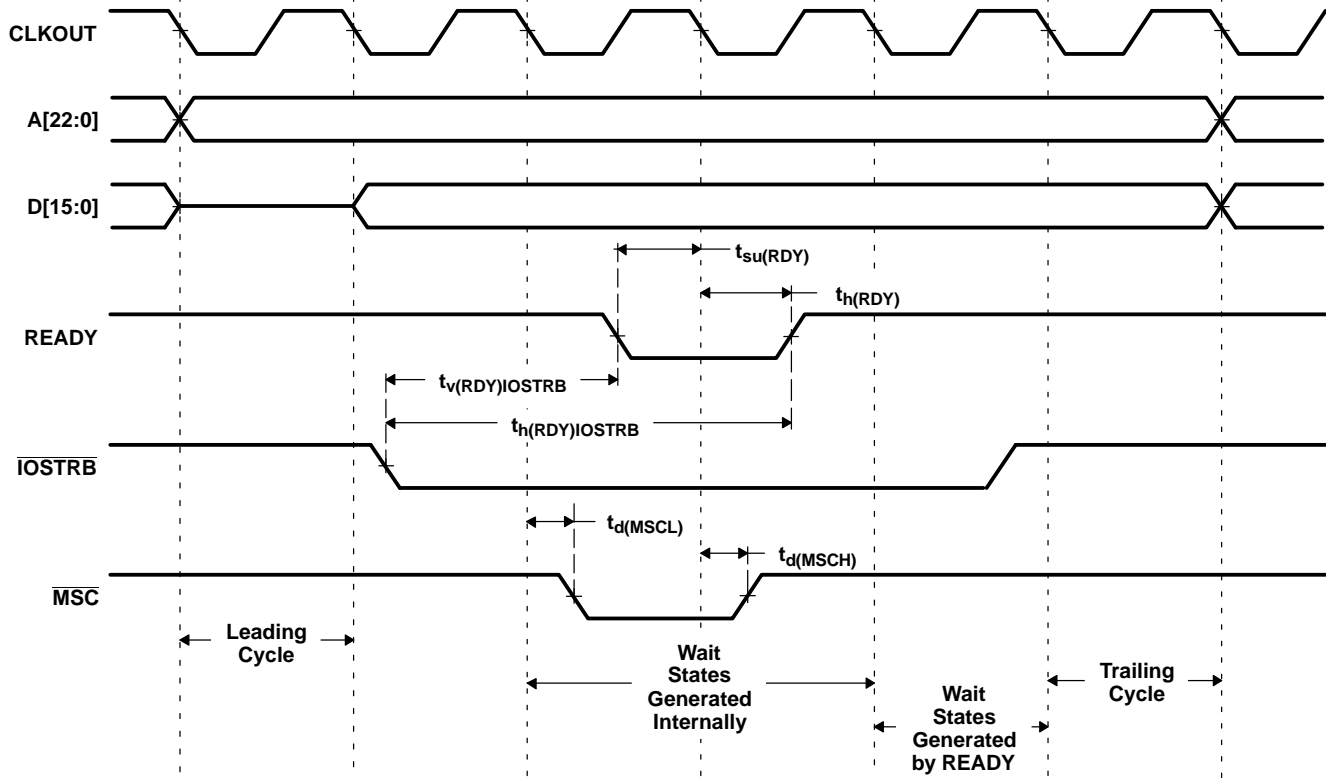 CLKOUT
A[22:0]
D[15:0]
tsu(RDY)
th(RDY)
READY
tv(RDY)IOSTRB
th(RDY)IOSTRB
IOSTRB
td(MSCL)
td(MSCH)
MSC
Leading
Cycle
Wait
States
Generated
Internally
Wait
States
Generated
by READY
Trailing
Cycle